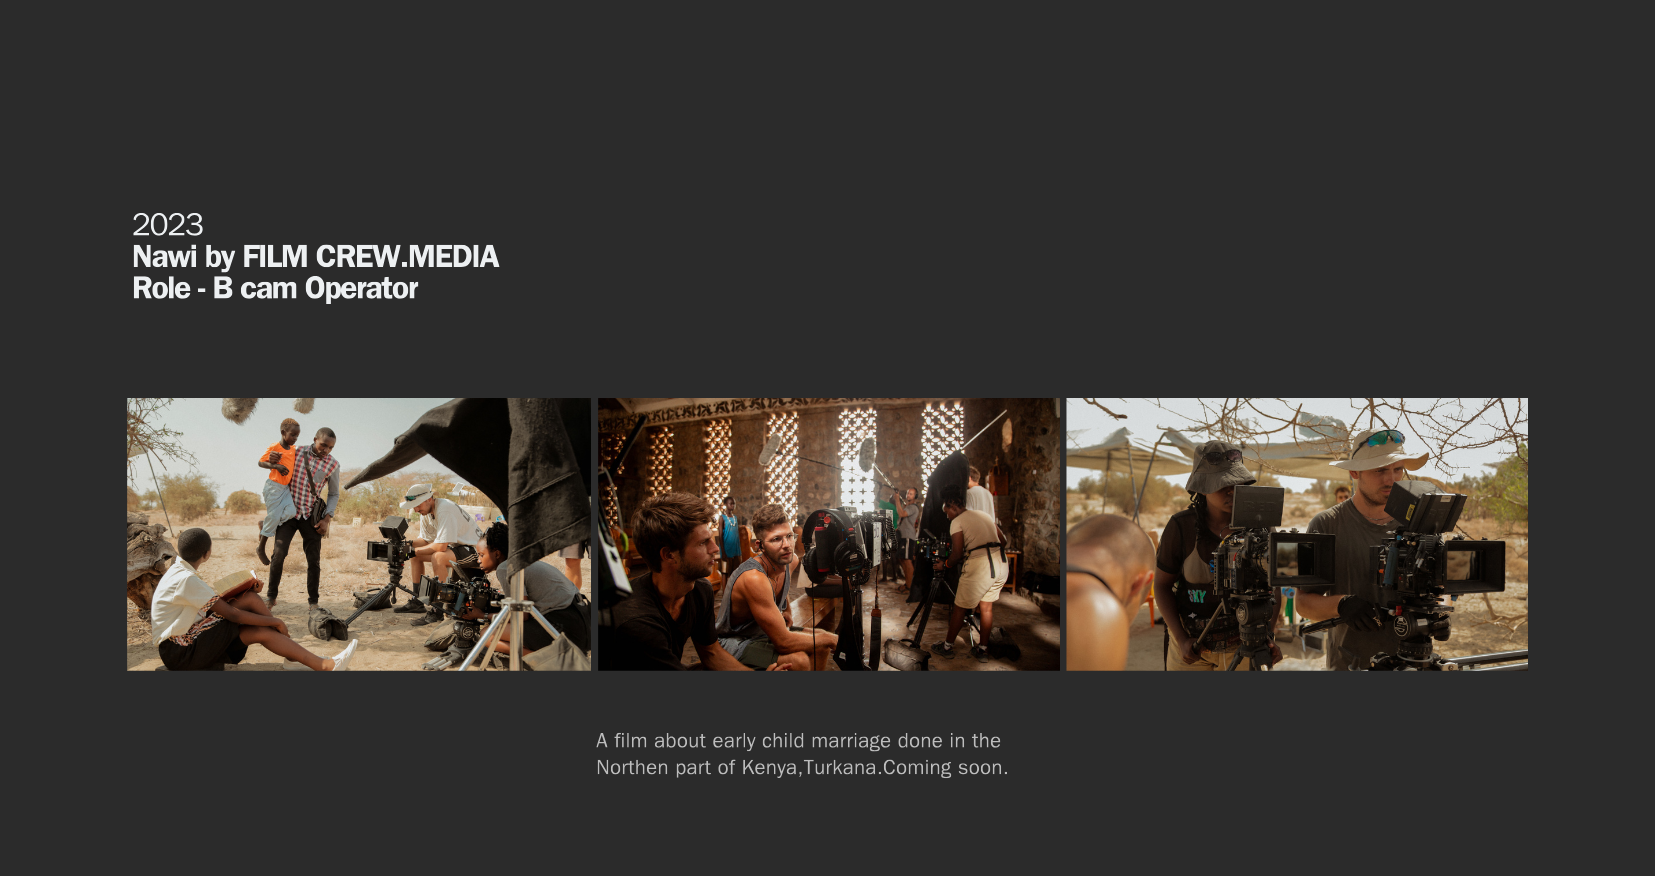 2023
Nawi by FILM CREW.MEDIA
Role - B cam Operator
SKY
A film about early child marriage done in the
Northen part of Kenya,Turkana.Coming soon.